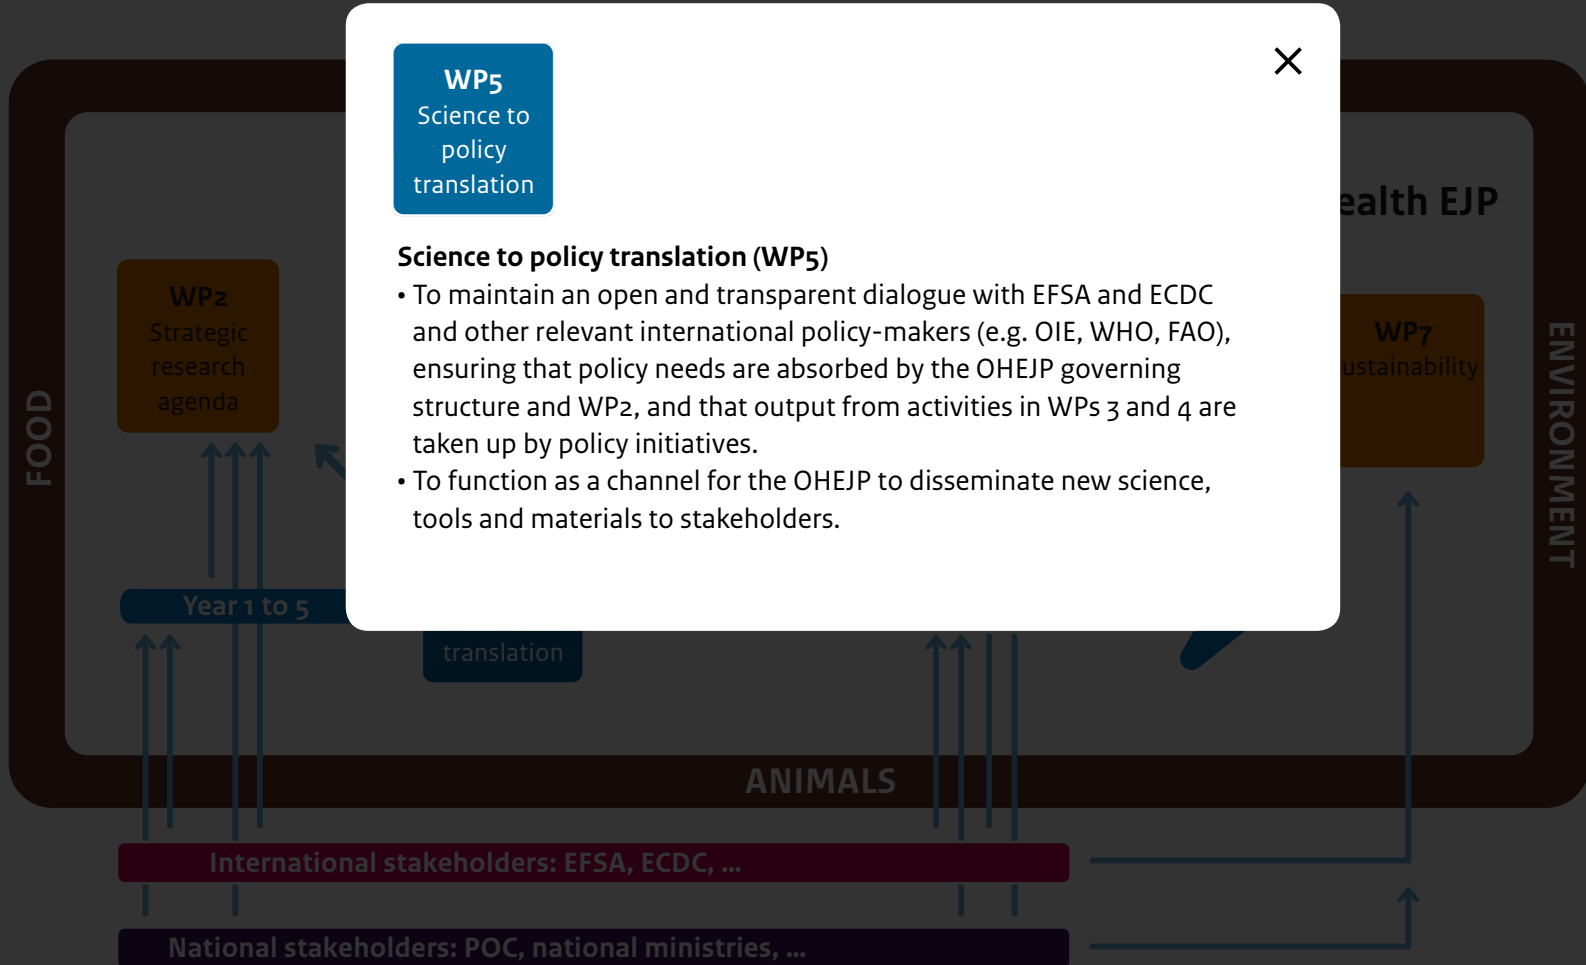 WP5
Science to
policy
translation
Science to policy translation (WP5)
• To maintain an open and transparent dialogue with EFSA and ECDC
and other relevant international policy-makers (e.g. OIE, WHO, FAO),
ensuring that policy needs are absorbed by the OHEJP governing
structure and WP2, and that output from activities in WPs 3 and 4 are
taken up by policy initiatives.
• To function as a channel for the OHEJP to disseminate new science,
tools and materials to stakeholders.
ealth EJP
WP2
Strategic
research
agenda
WP7
ustainability
FOOD
ENVIRONMENT
Year 1 to 5
translation
ANIMALS
International stakeholders: EFSA, ECDC, ...
National stakeholders: POC, national ministries, ...